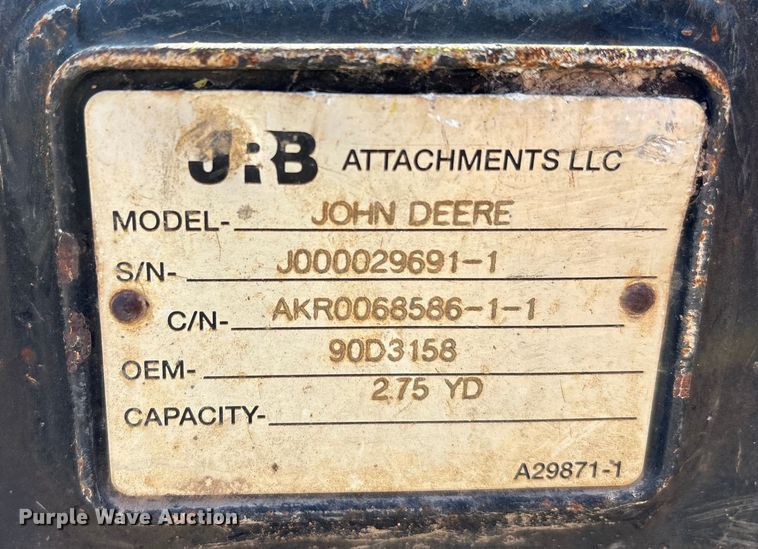 JRB ATTACHMENTS LLC
MODEL- JOHN DEERE
S/N- J000029691-1
C/N- AKR0068586-1-1
OEM- 90D3158
CAPACITY- 2.75 YD
A29871-1
Purple Wave Auction